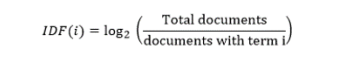 IDF(i) = log₂ (Total documents / documents with term i)